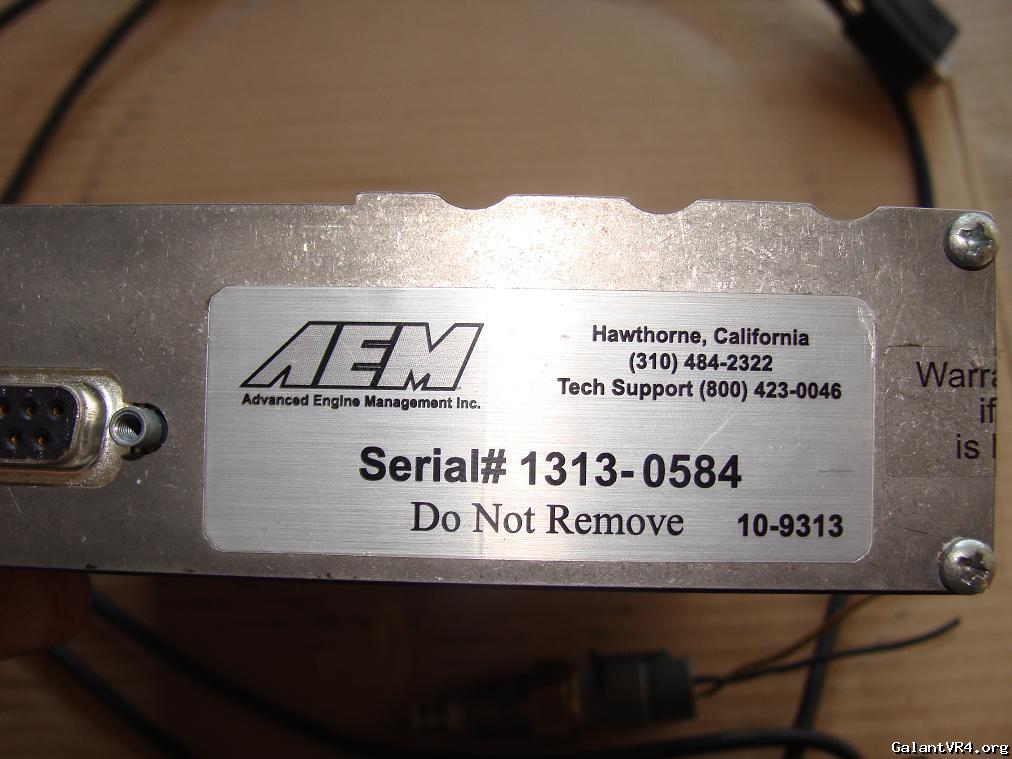 AEM
Advanced Engine Management Inc.
Hawthorne, California
(310) 484-2322
Tech Support (800) 423-0046
Serial# 1313-0584
Do Not Remove 10-9313
if
is
GalantVR4.org